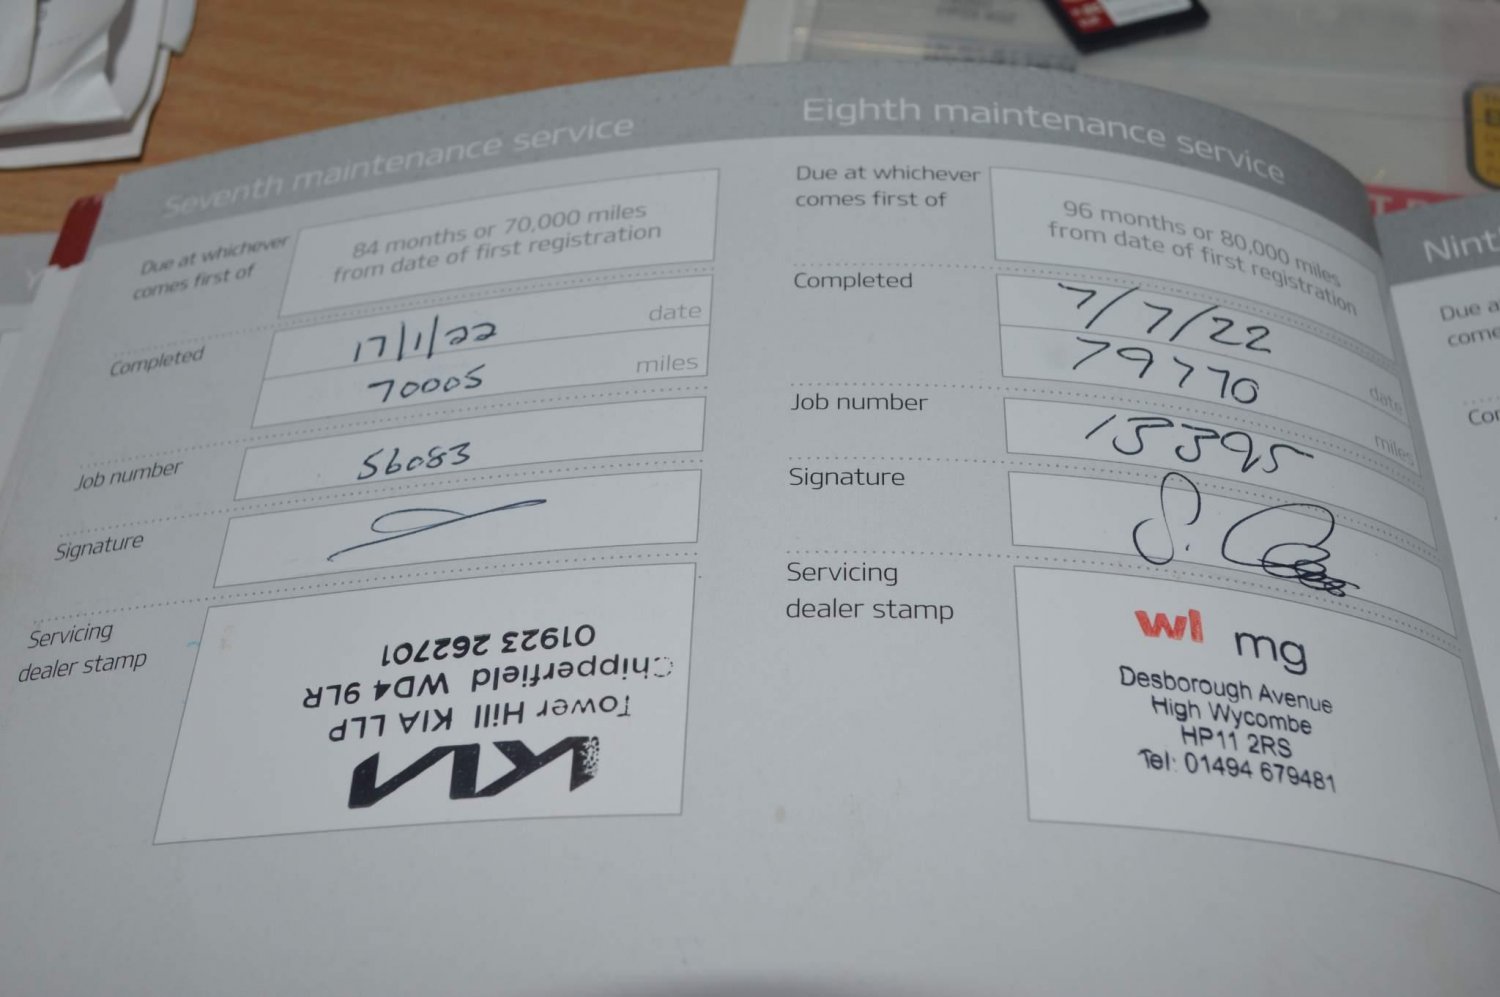 Seventh maintenance service
Due at whichever
comes first of
84 months or 70,000 miles
from date of first registration
Completed
17/1/22
date
70005
miles
Job number
56083
Signature
Servicing
dealer stamp
KIA
Tower Hill KIA LLP
Chipperfield WD4 9LR
01923 262701
Eighth maintenance service
Due at whichever
comes first of
96 months or 80,000 miles
from date of first registration
Completed
7/7/22
date
79770
miles
Job number
Signature
Servicing
dealer stamp
wl mg
Desborough Avenue
High Wycombe
HP11 2RS
Tel: 01494 679481